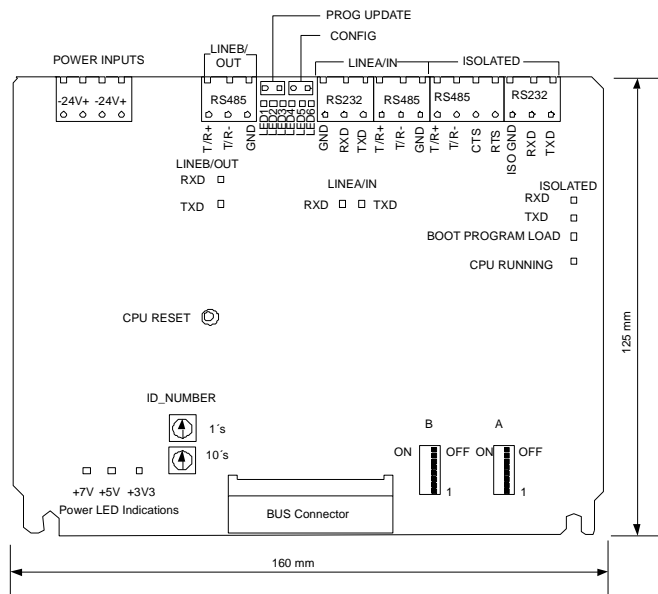 PROG UPDATE
CONFIG
POWER INPUTS
LINEB/
OUT
LINEA/IN
ISOLATED
-24V+ -24V+
RS485
RS232
RS485
RS485
RS232
LED1
LED2
LED3
LED4
LED5
LED6
T/R+
T/R-
GND
GND
RXD
TXD
T/R+
T/R-
GND
T/R+
T/R-
CTS
RTS
ISO GND
RXD
TXD
LINEB/OUT
RXD
TXD
LINEA/IN
RXD
TXD
ISOLATED
RXD
TXD
BOOT PROGRAM LOAD
CPU RUNNING
CPU RESET
125 mm
ID_NUMBER
1´s
10´s
B
A
ON
OFF
ON
OFF
1
1
+7V +5V +3V3
Power LED Indications
BUS Connector
160 mm